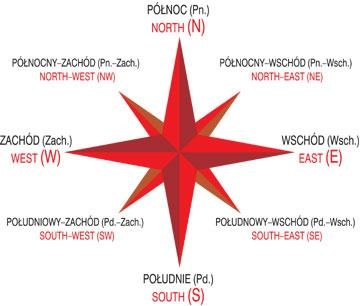 PÓŁNOC (Pn.)
NORTH (N)
PÓŁNOCNY–ZACHÓD (Pn.–Zach.)
NORTH–WEST (NW)
PÓŁNOCNY–WSCHÓD (Pn.–Wsch.)
NORTH–EAST (NE)
ZACHÓD (Zach.)
WEST (W)
WSCHÓD (Wsch.)
EAST (E)
POŁUDNIOWY–ZACHÓD (Pd.–Zach.)
SOUTH–WEST (SW)
POŁUDNOWY–WSCHÓD (Pd.–Wsch.)
SOUTH–EAST (SE)
POŁUDNIE (Pd.)
SOUTH (S)